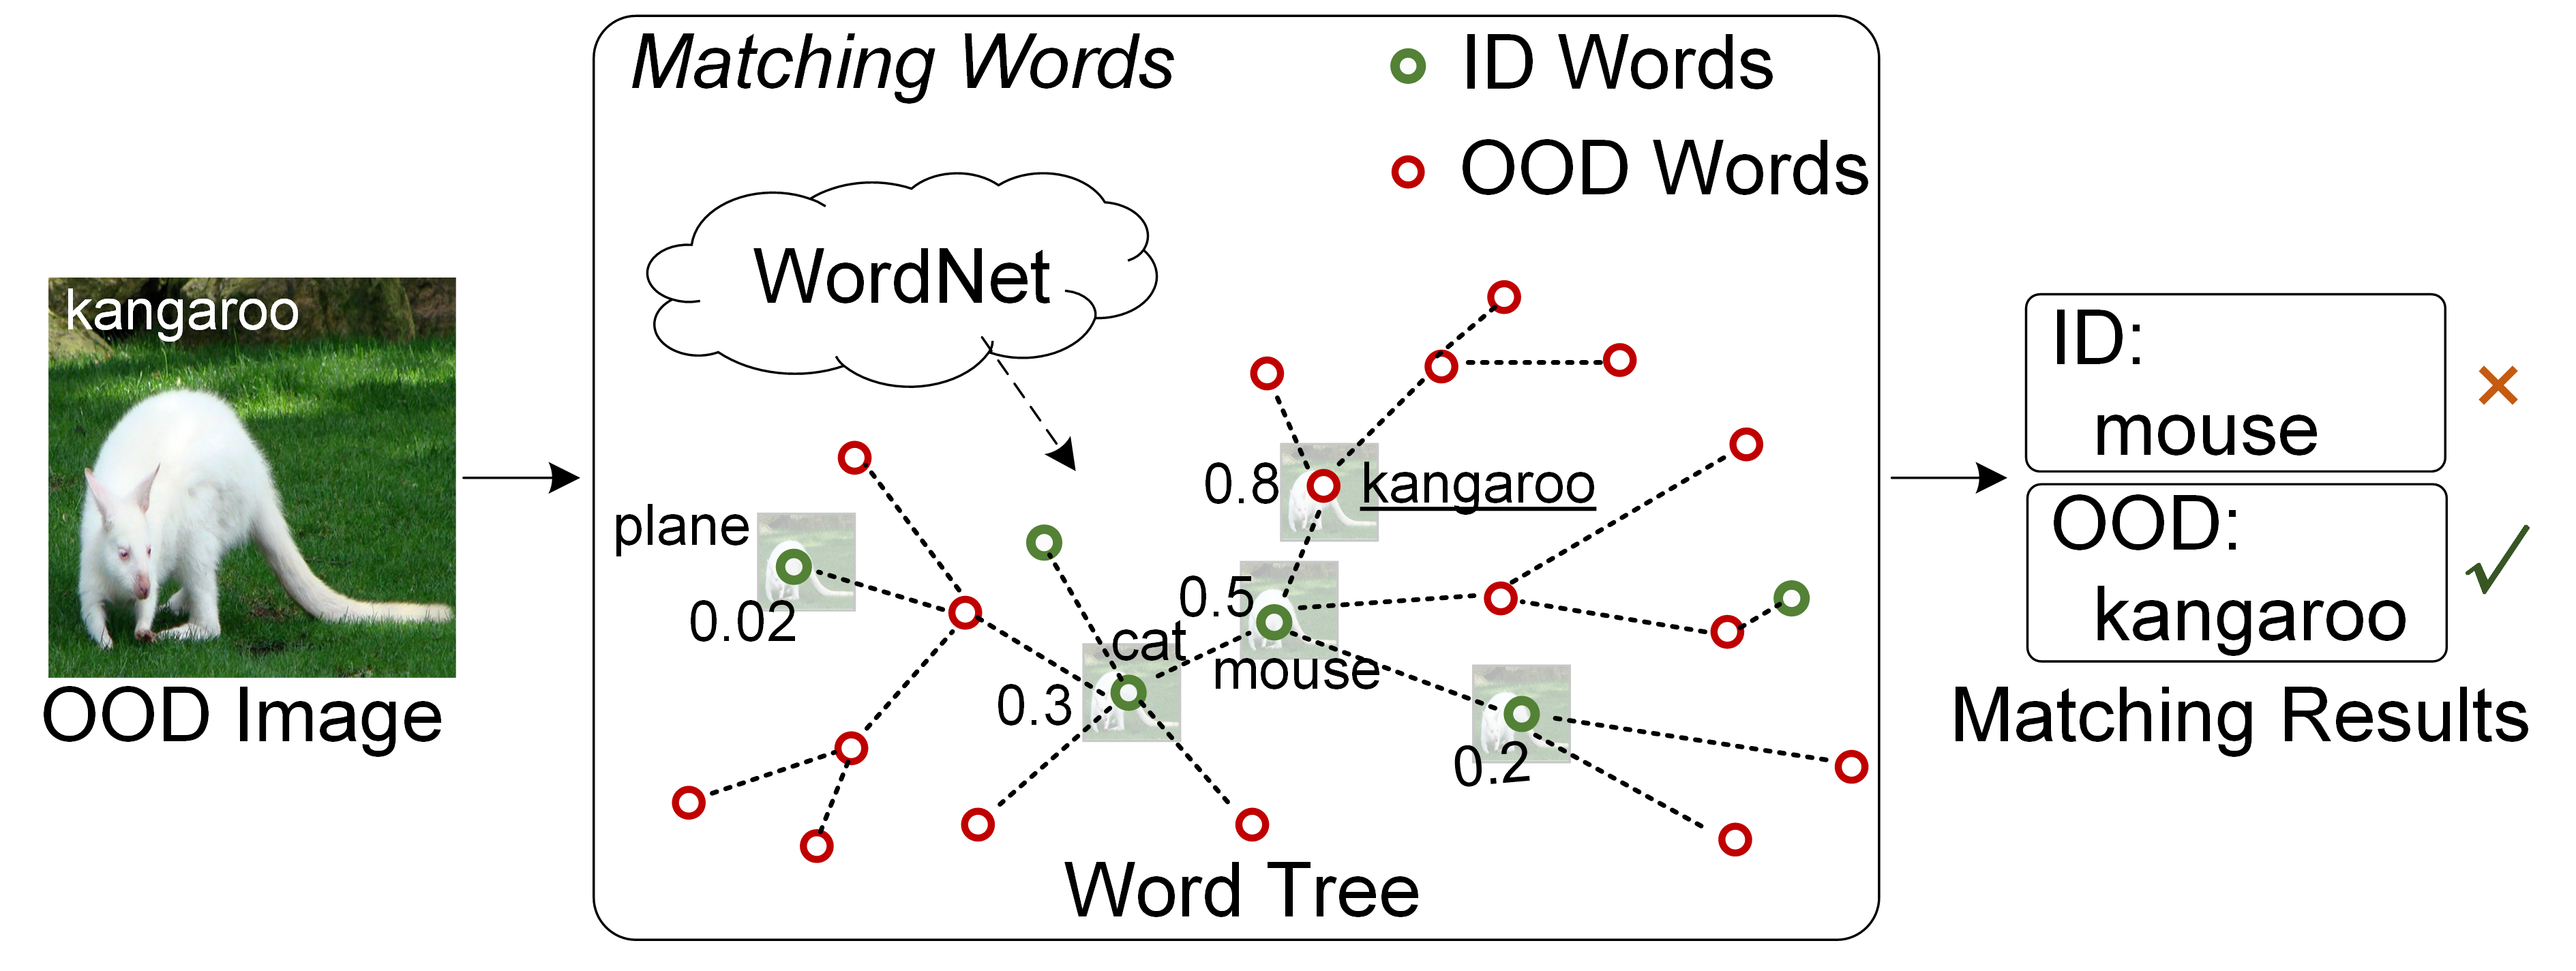 kangaroo
OOD Image
Matching Words
ID Words
OOD Words
WordNet
0.8
kangaroo
plane
0.02
0.5
cat
mouse
0.3
0.2
Word Tree
ID:
mouse
OOD:
kangaroo
Matching Results